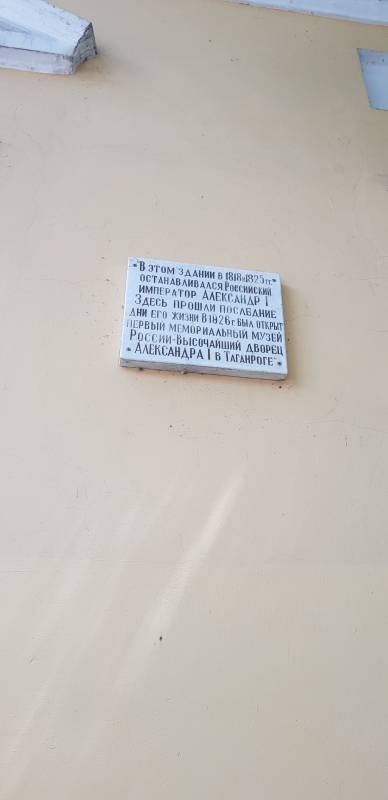 "В этом здании в 1818 и 1825 гг.
останавливался Российский
император Александр I
Здесь прошли последние
дни его жизни В 1826 г. был открыт
первый мемориальный музей
России-Высочайший дворец
Александра I в Таганроге"